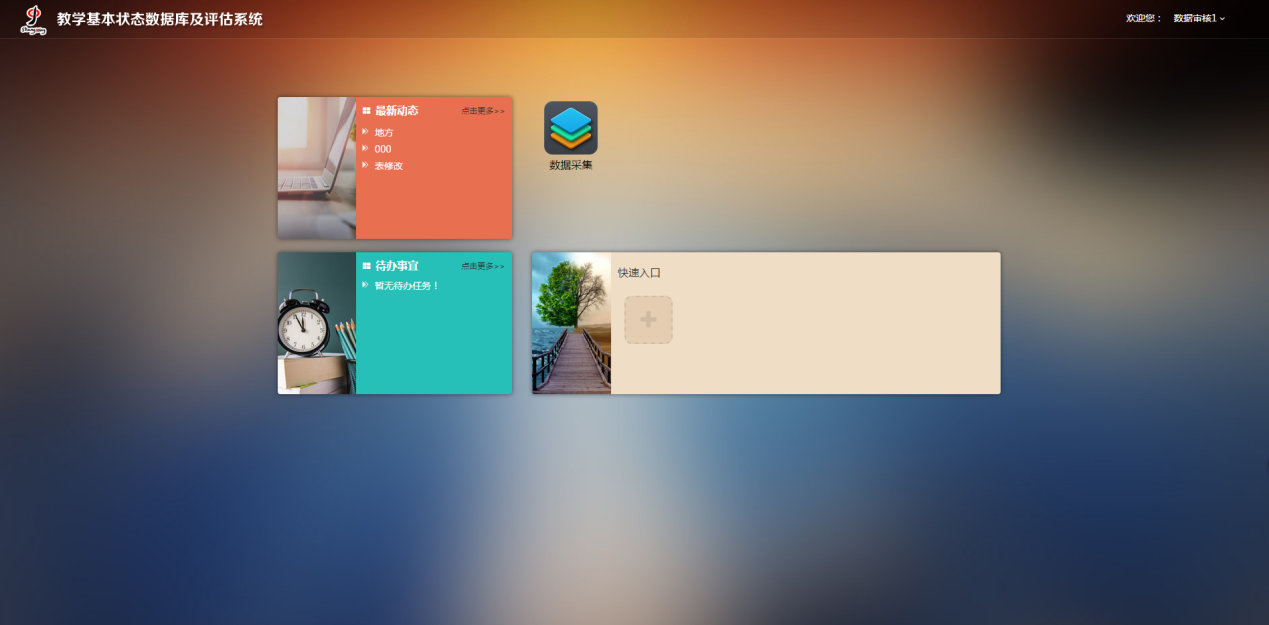 教学基本状态数据库及评估系统
欢迎您： 数据审核1
最新动态 点击更多>>
地方
000
表修改
数据采集
待办事宜 点击更多>>
暂无待办任务！
快速入口